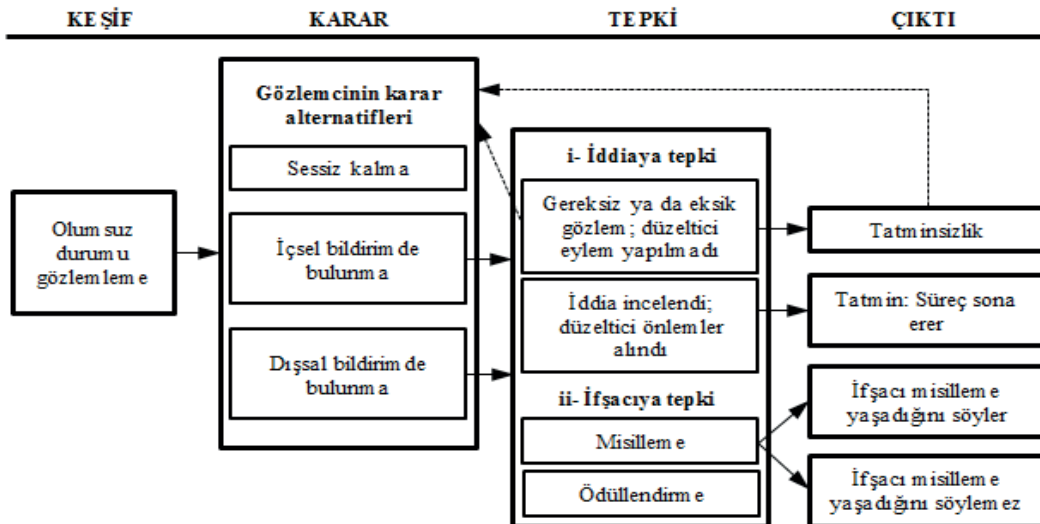 KEŞİF
KARAR
TEPKİ
ÇIKTI
Gözlemcinin karar
alternatifleri
Sessiz kalma
İçsel bildirimde
bulunma
Dışsal bildirimde
bulunma
Olumsuz
durumu
gözlemleme
i- İddiaya tepki
Gereksiz ya da eksik
gözlem; düzeltici
eylem yapılmadı
İddia incelendi;
düzeltici önlemler
alındı
ii- İfşacıya tepki
Misilleme
Ödüllendirme
Tatminsizlik
Tatmin: Süreç sona
erer
İfşacı misilleme
yaşadığını söyler
İfşacı misilleme
yaşadığını söylemez